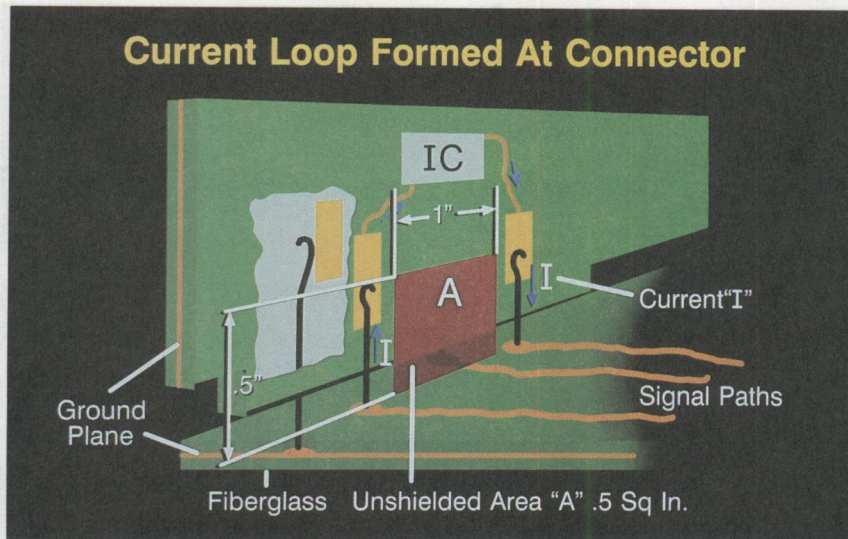 Current Loop Formed At Connector
IC
1"
A
I
Current"I"
.5"
I
Ground
Plane
Signal Paths
Fiberglass
Unshielded Area "A" .5 Sq In.